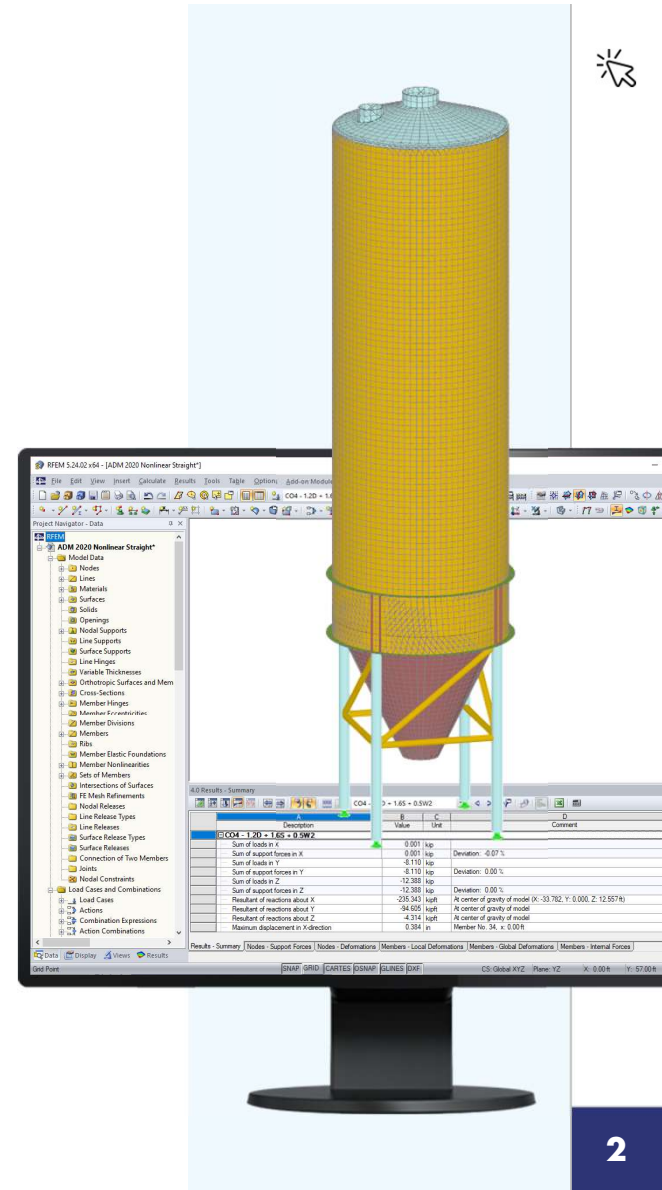 RFEM 5.24.02 x64 - [ADM 2020 Nonlinear Straight*]
File Edit View Insert Calculate Results Tools Table Options Add-on Modules
CO4 - 1.2D + 1.6
Project Navigator - Data
RFEM
ADM 2020 Nonlinear Straight*
Model Data
Nodes
Lines
Materials
Surfaces
Solids
Openings
Nodal Supports
Line Supports
Surface Supports
Line Hinges
Variable Thicknesses
Orthotropic Surfaces and Mem
Cross-Sections
Member Hinges
Member Eccentricities
Member Divisions
Members
Ribs
Member Elastic Foundations
Member Nonlinearities
Sets of Members
Intersections of Surfaces
FE Mesh Refinements
Nodal Releases
Line Release Types
Line Releases
Surface Release Types
Surface Releases
Connection of Two Members
Joints
Nodal Constraints
Load Cases and Combinations
Load Cases
Actions
Combination Expressions
Action Combinations
Data Display Views Results
4.0 Results - Summary
CO4 - D + 1.6S + 0.5W2
A B C D
Description Value Unit Comment
CO4 - 1.2D + 1.6S + 0.5W2
Sum of loads in X 0.001 kip
Sum of support forces in X 0.001 kip Deviation: -0.07 %
Sum of loads in Y -8.110 kip
Sum of support forces in Y -8.110 kip Deviation: 0.00 %
Sum of loads in Z -12.388 kip
Sum of support forces in Z -12.388 kip Deviation: 0.00 %
Resultant of reactions about X -235.343 kipft At center of gravity of model (X: -33.782, Y: 0.000, Z: 12.557 ft)
Resultant of reactions about Y -94.605 kipft At center of gravity of model
Resultant of reactions about Z -4.314 kipft At center of gravity of model
Maximum displacement in X-direction 0.384 in Member No. 34, x: 0.00 ft
Results - Summary Nodes - Support Forces Nodes - Deformations Members - Local Deformations Members - Global Deformations Members - Internal Forces
Grid Point SNAP GRID CARTES OSNAP GLINES DXF CS: Global XYZ Plane: YZ X: 0.00 ft Y: 57.00 ft
2